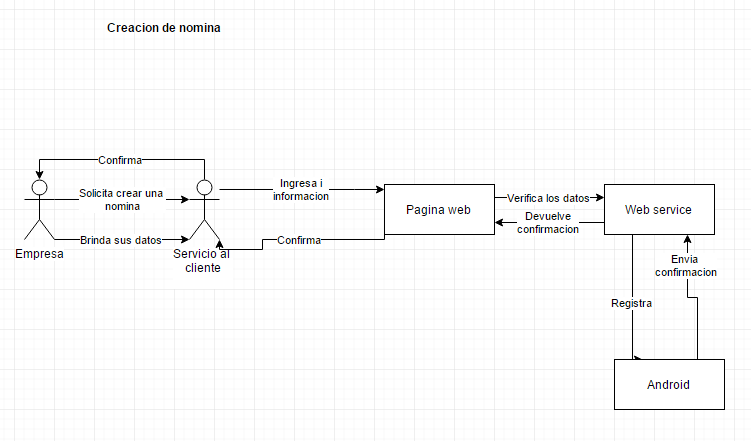 Creacion de nomina
Confirma
Solicita crear una
nomina
Brinda sus datos
Empresa
Servicio al
cliente
Ingresa i
informacion
Confirma
Pagina web
Verifica los datos
Devuelve
confirmacion
Web service
Envia
confirmacion
Registra
Android